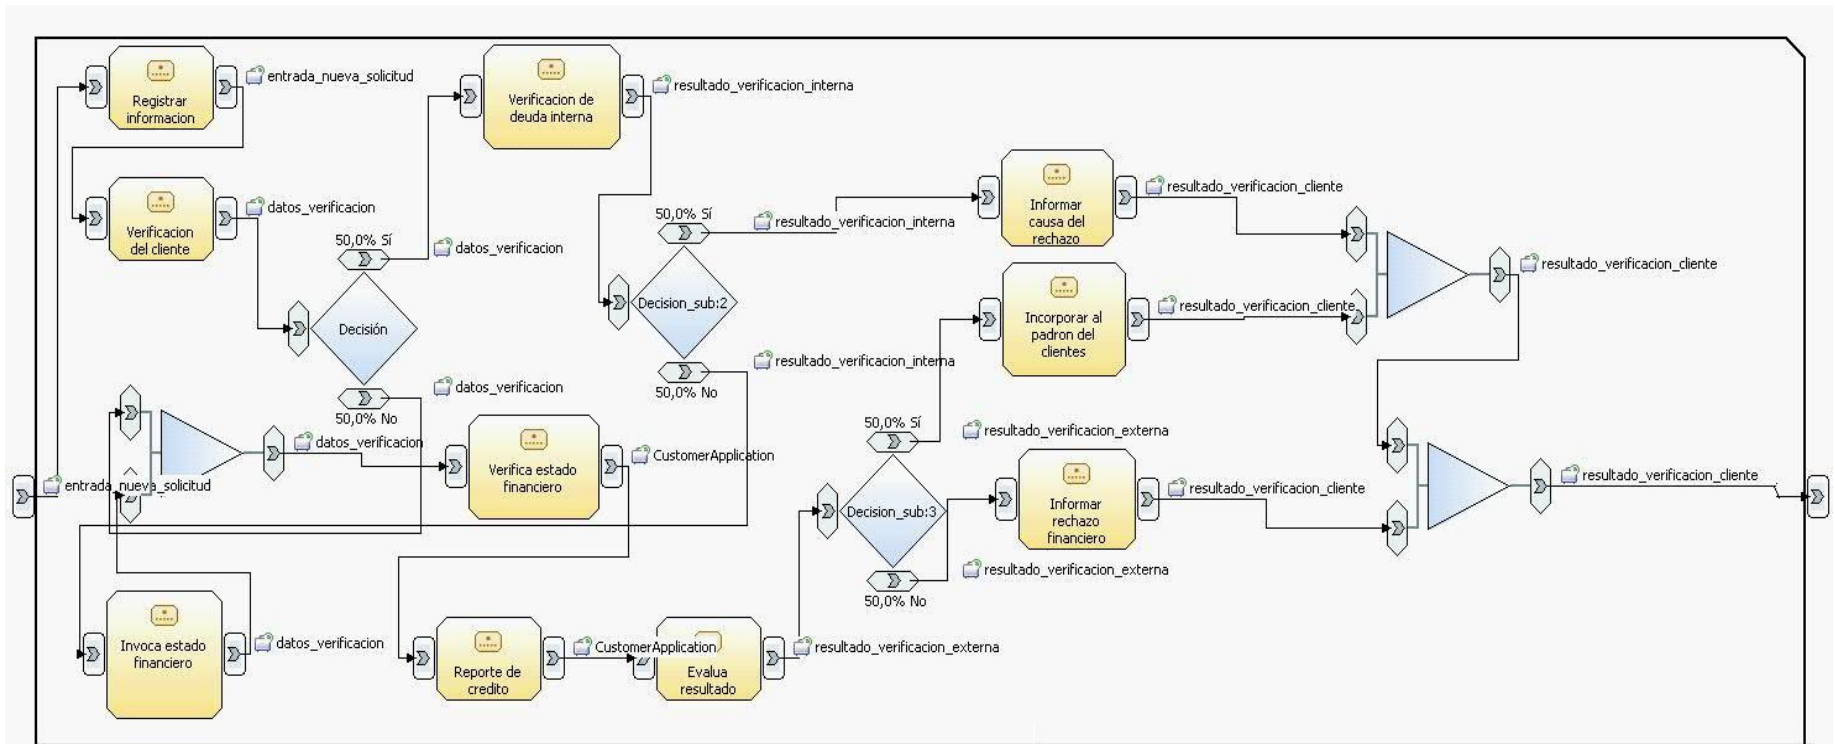 entrada_nueva_solicitud
Registrar
informacion
Verificacion de
deuda interna
resultado_verificacion_interna
Verificacion
del cliente
datos_verificacion
50,0% Sí
datos_verificacion
Decisión
50,0% No
datos_verificacion
50,0% Sí
resultado_verificacion_interna
Decision_sub:2
50,0% No
resultado_verificacion_interna
Informar
causa del
rechazo
resultado_verificacion_cliente
Incorporar al
padron del
clientes
resultado_verificacion_cliente
resultado_verificacion_cliente
entrada_nueva_solicitud
datos_verificacion
Verifica estado
financiero
CustomerApplication
50,0% Sí
resultado_verificacion_externa
Decision_sub:3
50,0% No
resultado_verificacion_externa
Informar
rechazo
financiero
resultado_verificacion_cliente
resultado_verificacion_cliente
Invoca estado
financiero
datos_verificacion
Reporte de
credito
CustomerApplication
Evalua
resultado
resultado_verificacion_externa